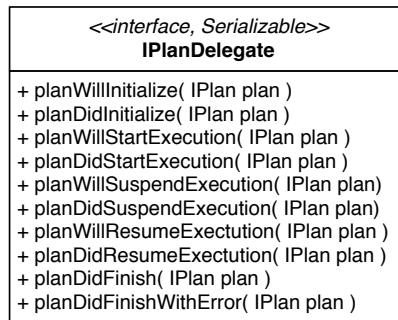 <<interface, Serializable>>
IPlanDelegate
+ planWillInitialize( IPlan plan )
+ planDidInitialize( IPlan plan )
+ planWillStartExecution( IPlan plan )
+ planDidStartExecution( IPlan plan )
+ planWillSuspendExecution( IPlan plan)
+ planDidSuspendExecution( IPlan plan)
+ planWillResumeExectution( IPlan plan )
+ planDidResumeExectution( IPlan plan )
+ planDidFinish( IPlan plan )
+ planDidFinishWithError( IPlan plan )